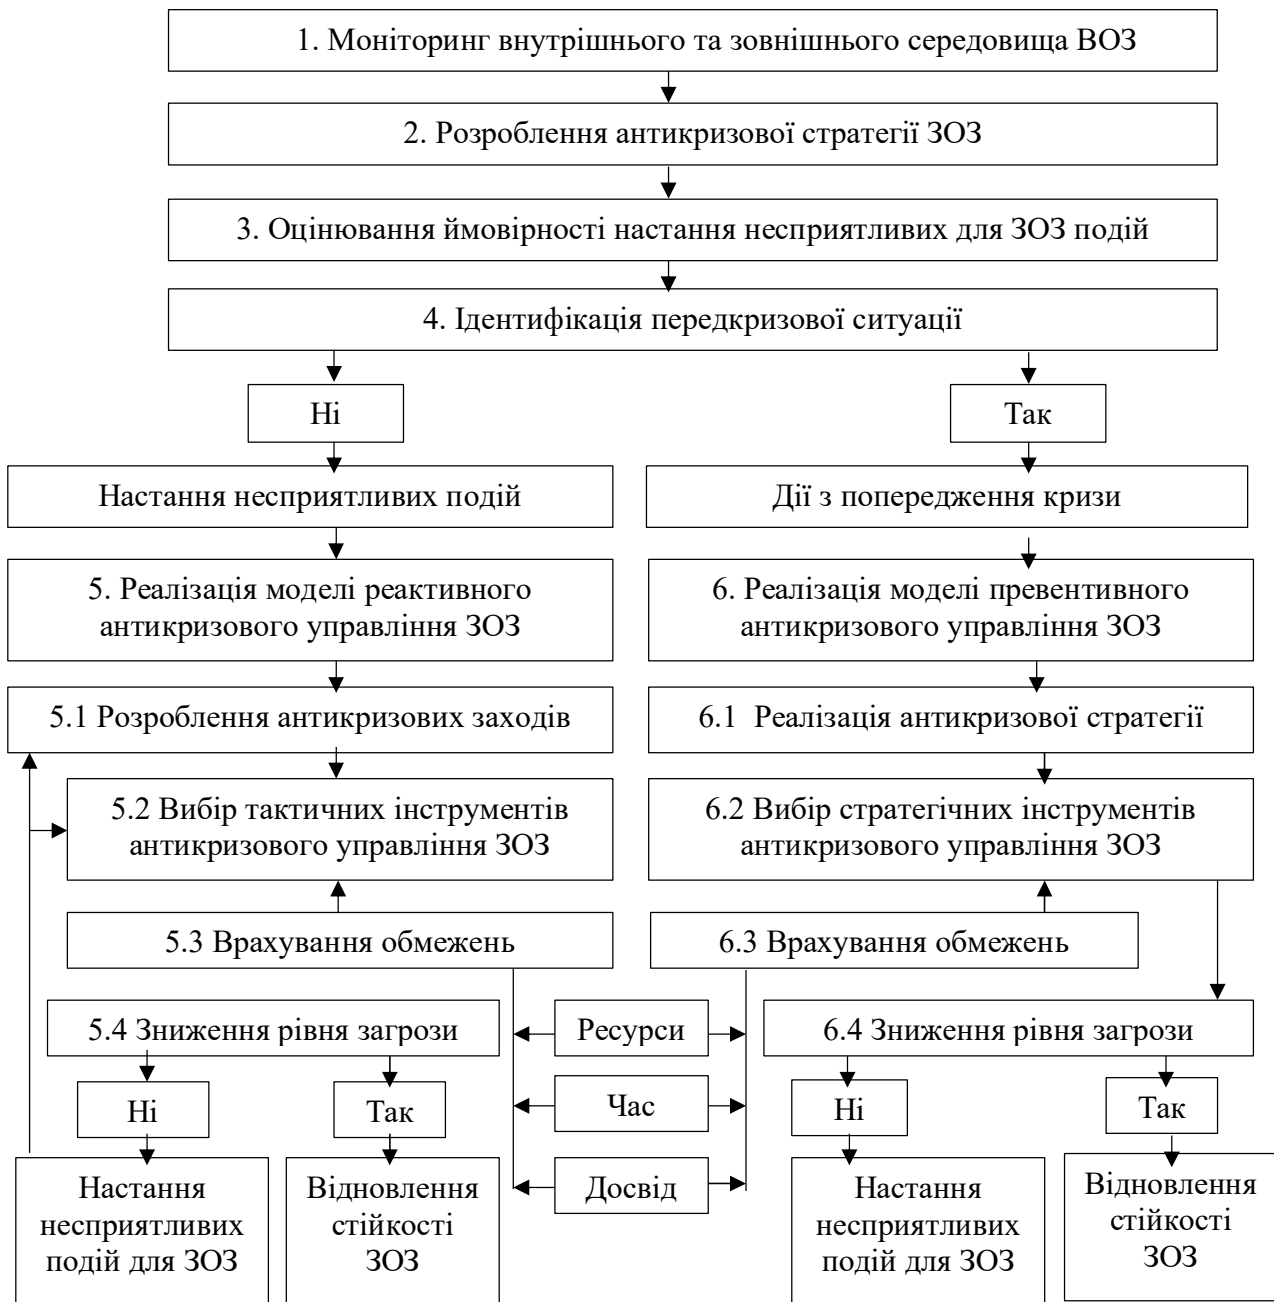 1. Моніторинг внутрішнього та зовнішнього середовища ВОЗ
2. Розроблення антикризової стратегії ЗОЗ
3. Оцінювання ймовірності настання несприятливих для ЗОЗ подій
4. Ідентифікація передкризової ситуації
Ні
Так
Настання несприятливих подій
Дії з попередження кризи
5. Реалізація моделі реактивного
антикризового управління ЗОЗ
6. Реалізація моделі превентивного
антикризового управління ЗОЗ
5.1 Розроблення антикризових заходів
6.1 Реалізація антикризової стратегії
5.2 Вибір тактичних інструментів
антикризового управління ЗОЗ
6.2 Вибір стратегічних інструментів
антикризового управління ЗОЗ
5.3 Врахування обмежень
6.3 Врахування обмежень
5.4 Зниження рівня загрози
Ресурси
6.4 Зниження рівня загрози
Ні
Так
Час
Ні
Так
Настання
несприятливих
подій для ЗОЗ
Відновлення
стійкості
ЗОЗ
Досвід
Настання
несприятливих
подій для ЗОЗ
Відновлення
стійкості
ЗОЗ